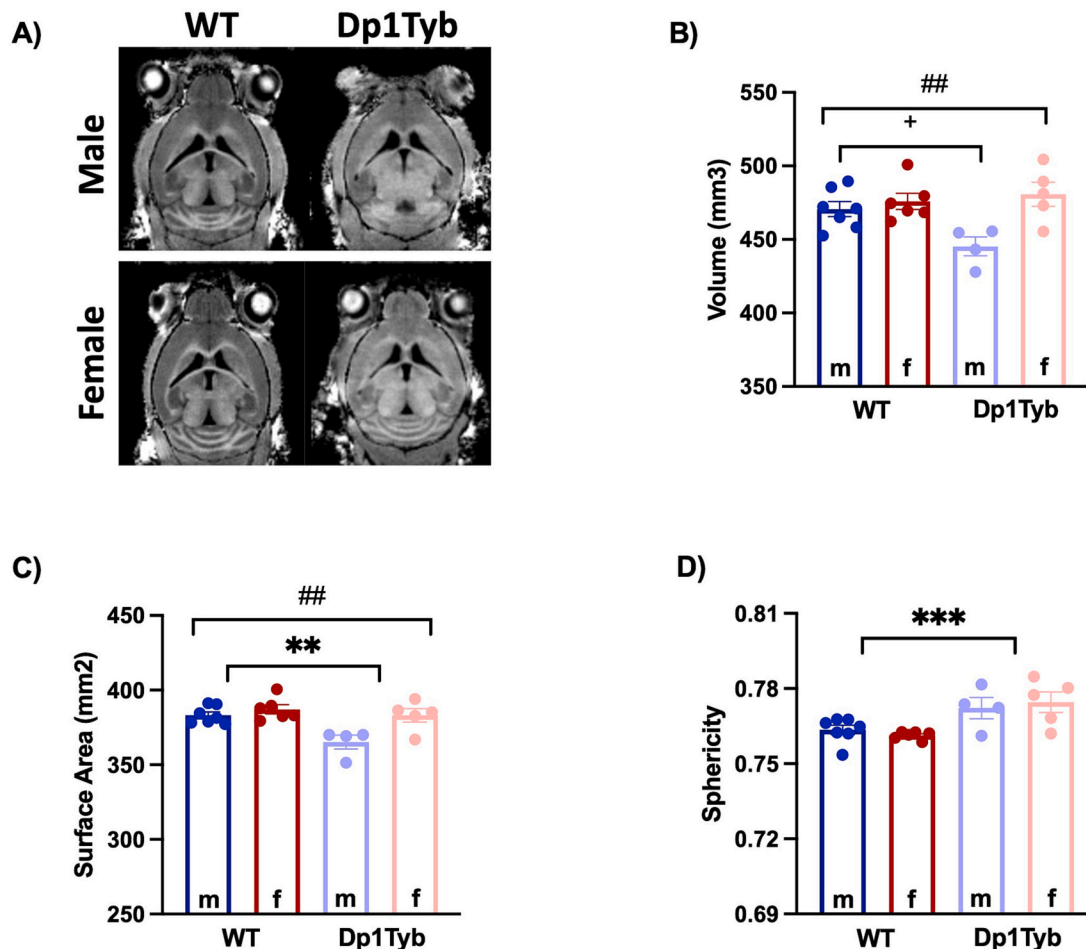 A)
WT Dp1Tyb
Male
Female
B)
Volume (mm3)
550
500
450
400
350
##
+
m f m f
WT Dp1Tyb
C)
Surface Area (mm2)
450
400
350
300
250
##
**
m f m f
WT Dp1Tyb
D)
Sphericity
0.81
0.78
0.75
0.72
0.69
***
m f m f
WT Dp1Tyb